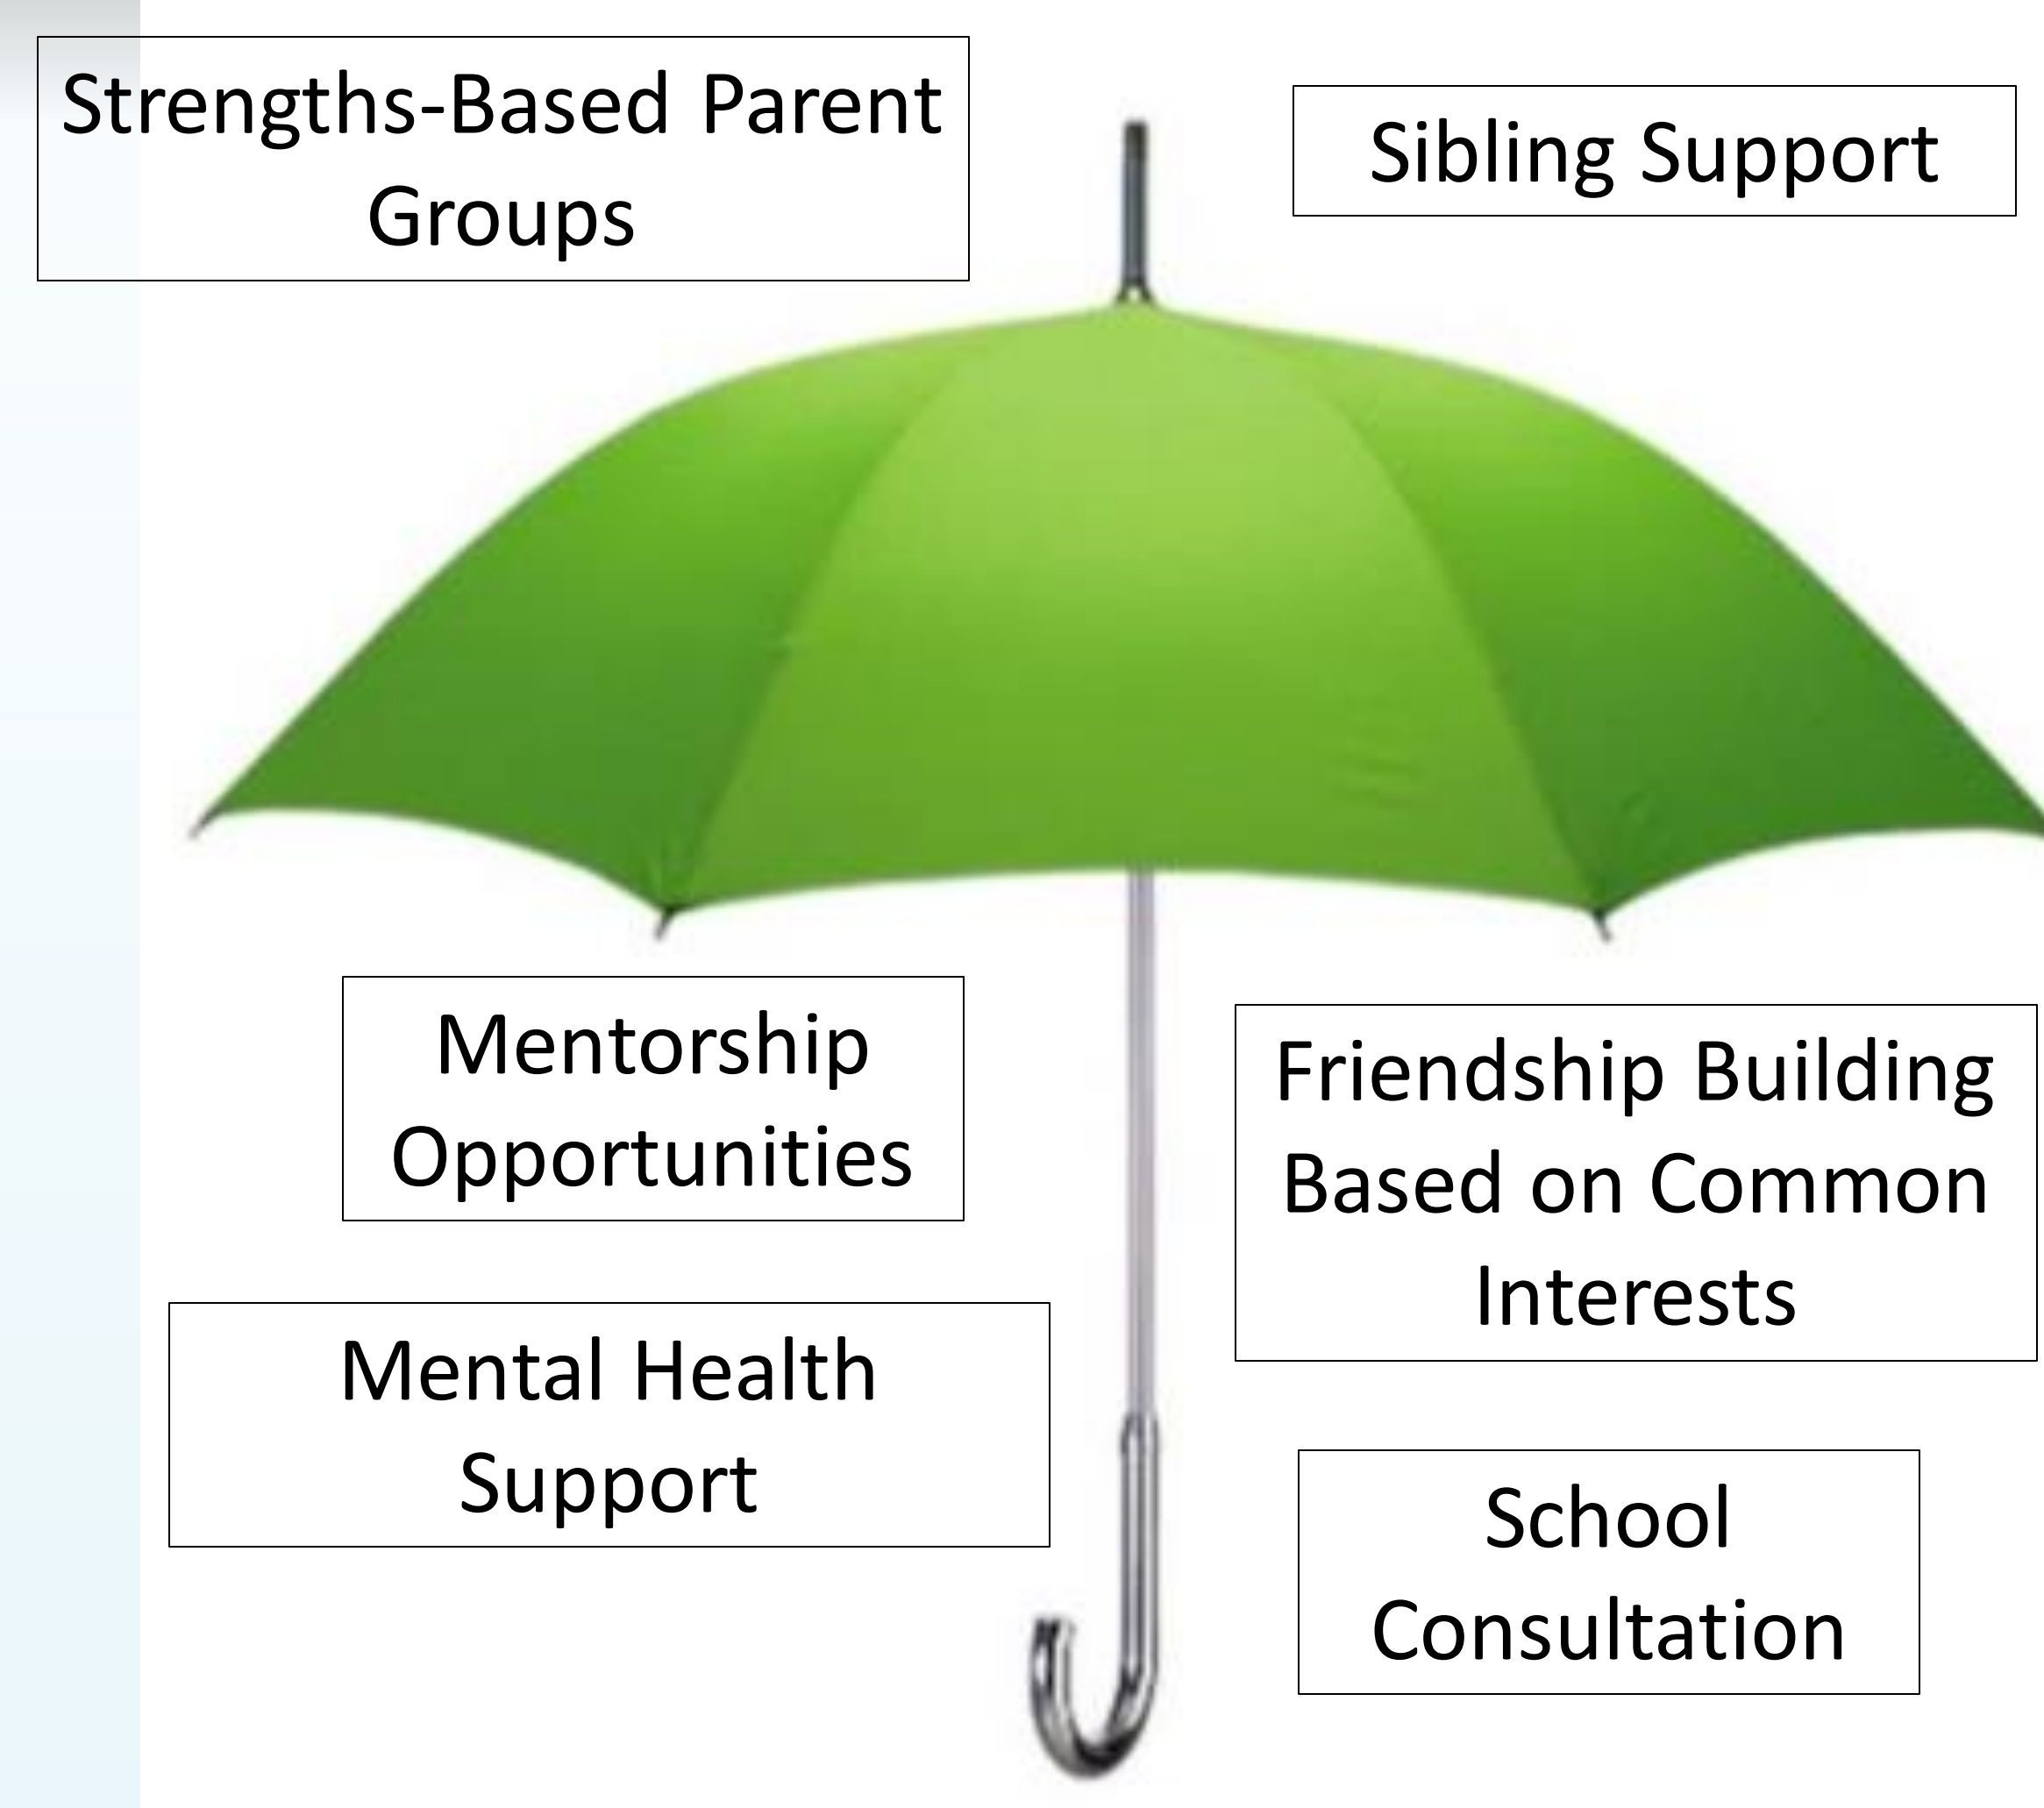 Strengths-Based Parent
Groups
Sibling Support
Mentorship
Opportunities
Friendship Building
Based on Common
Interests
Mental Health
Support
School
Consultation